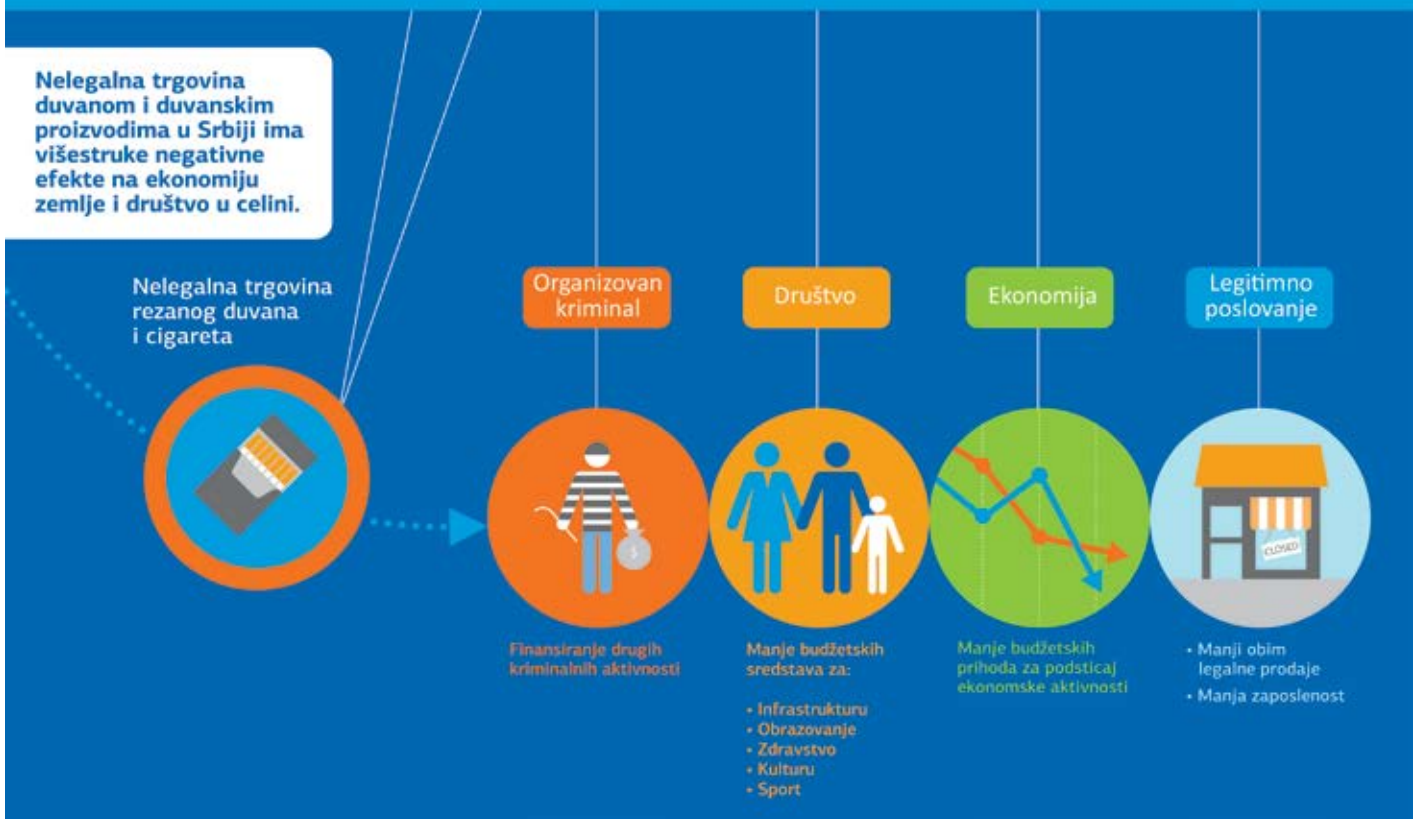 Nelegalna trgovina
duvanom i duvanskim
proizvodima u Srbiji ima
višestruke negativne
efekte na ekonomiju
zemlje i društvo u celini.
Nelegalna trgovina
rezanog duvana
i cigareta
Organizovan
kriminal
Finansiranje drugih
kriminalnih aktivnosti
Društvo
Manje budžetskih
sredstava za:
• Infrastrukturu
• Obrazovanje
• Zdravstvo
• Kulturu
• Sport
Ekonomija
Manje budžetskih
prihoda za podsticaj
ekonomske aktivnosti
Legitimno
poslovanje
CLOSED
• Manji obim
legalne prodaje
• Manja zaposlenost
$